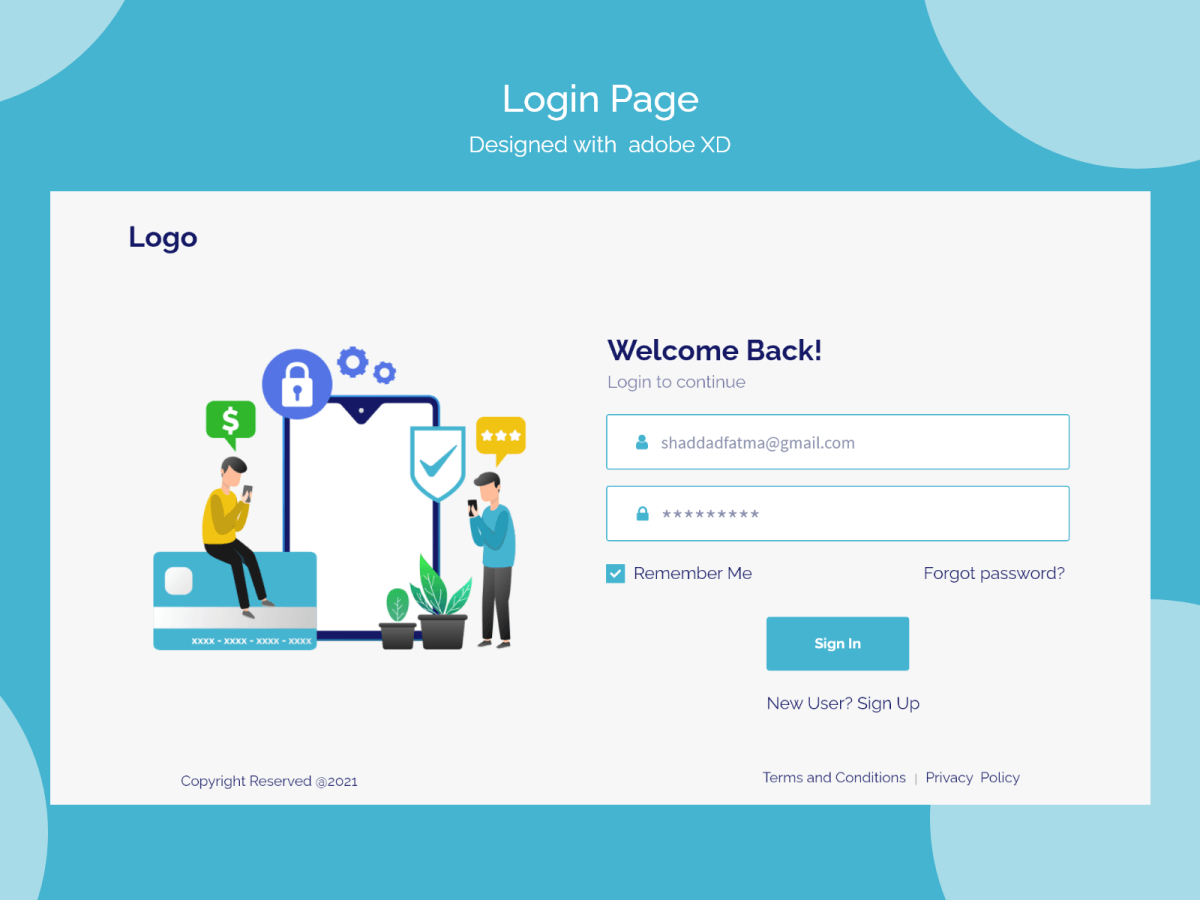 Login Page
Designed with adobe XD
Logo
Welcome Back!
Login to continue
$
shaddadfatma@gmail.com
*********
Remember Me
Forgot password?
xxxx - xxxx - xxxx - xxxx
Sign In
New User? Sign Up
Copyright Reserved @2021
Terms and Conditions | Privacy Policy